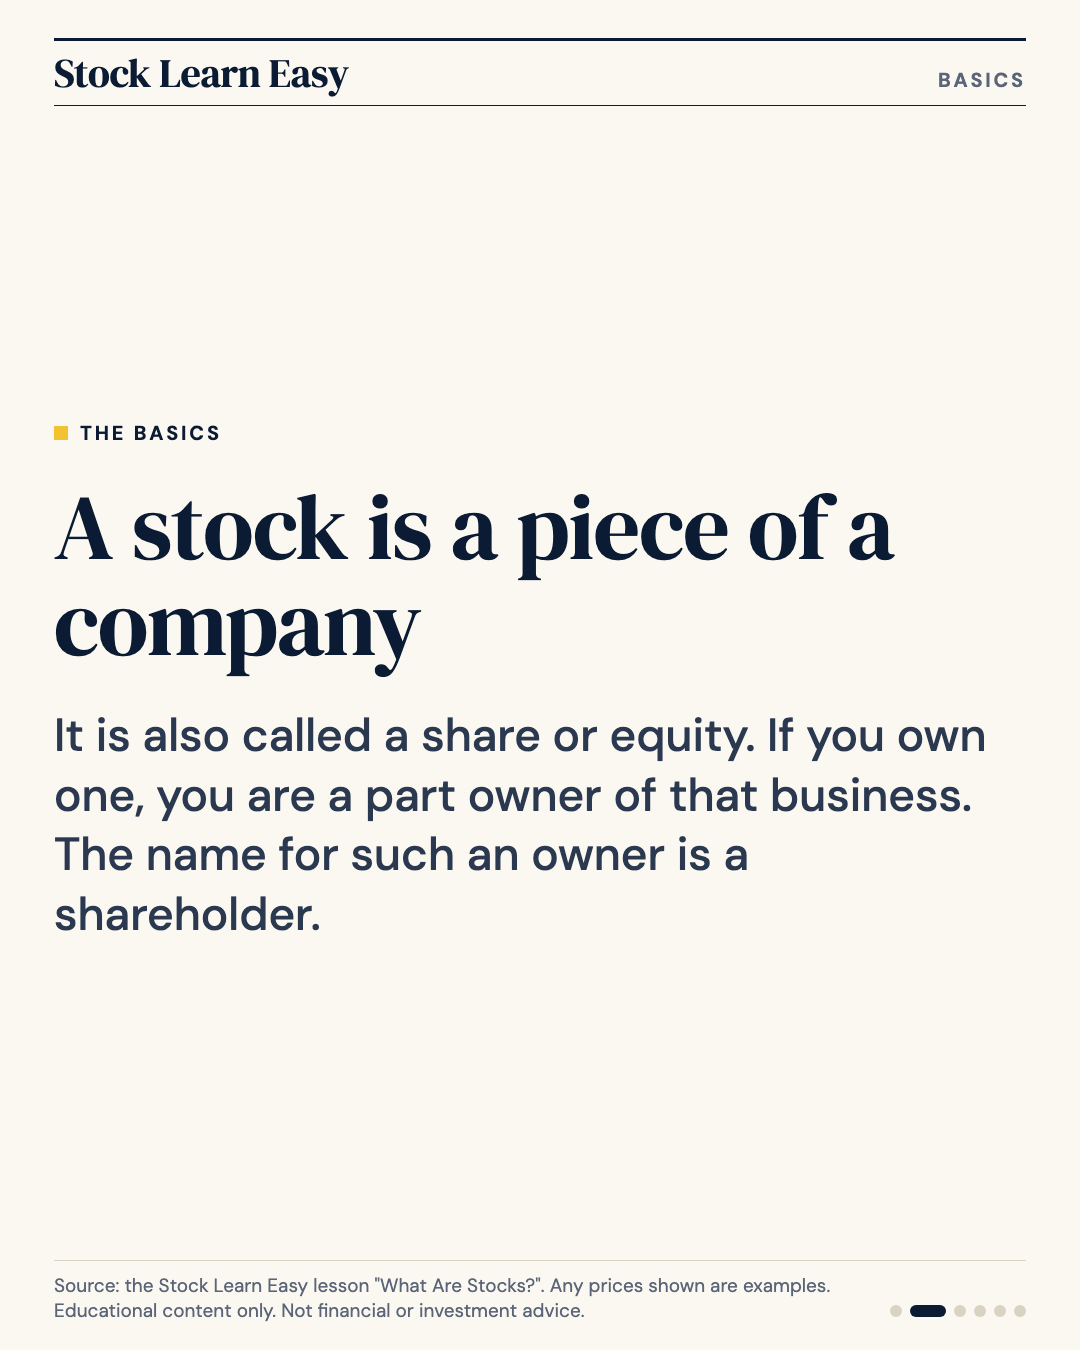 Stock Learn Easy
BASICS
THE BASICS
A stock is a piece of a
company
It is also called a share or equity. If you own
one, you are a part owner of that business.
The name for such an owner is a
shareholder.
Source: the Stock Learn Easy lesson "What Are Stocks?". Any prices shown are examples.
Educational content only. Not financial or investment advice.